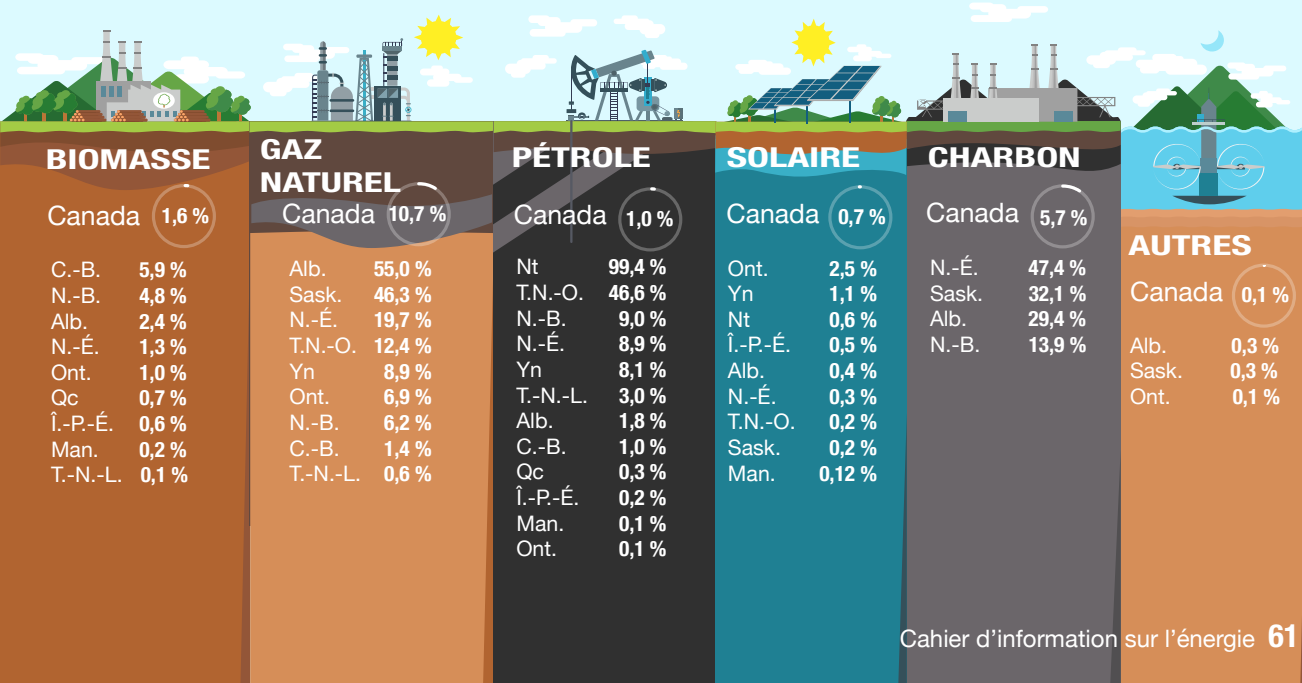 BIOMASSE
Canada 1,6 %
C.-B. 5,9 %
N.-B. 4,8 %
Alb. 2,4 %
N.-É. 1,3 %
Ont. 1,0 %
Qc 0,7 %
Î.-P.-É. 0,6 %
Man. 0,2 %
T.-N.-L. 0,1 %
GAZ
NATUREL
Canada 10,7 %
Alb. 55,0 %
Sask. 46,3 %
N.-É. 19,7 %
T.N.-O. 12,4 %
Yn 8,9 %
Ont. 6,9 %
N.-B. 6,2 %
C.-B. 1,4 %
T.-N.-L. 0,6 %
PÉTROLE
Canada 1,0 %
Nt 99,4 %
T.N.-O. 46,6 %
N.-B. 9,0 %
N.-É. 8,9 %
Yn 8,1 %
T.-N.-L. 3,0 %
Alb. 1,8 %
C.-B. 1,0 %
Qc 0,3 %
Î.-P.-É. 0,2 %
Man. 0,1 %
Ont. 0,1 %
SOLAIRE
Canada 0,7 %
Ont. 2,5 %
Yn 1,1 %
Nt 0,6 %
Î.-P.-É. 0,5 %
Alb. 0,4 %
N.-É. 0,3 %
T.N.-O. 0,2 %
Sask. 0,2 %
Man. 0,12 %
CHARBON
Canada 5,7 %
N.-É. 47,4 %
Sask. 32,1 %
Alb. 29,4 %
N.-B. 13,9 %
AUTRES
Canada 0,1 %
Alb. 0,3 %
Sask. 0,3 %
Ont. 0,1 %
Cahier d’information sur l’énergie 61